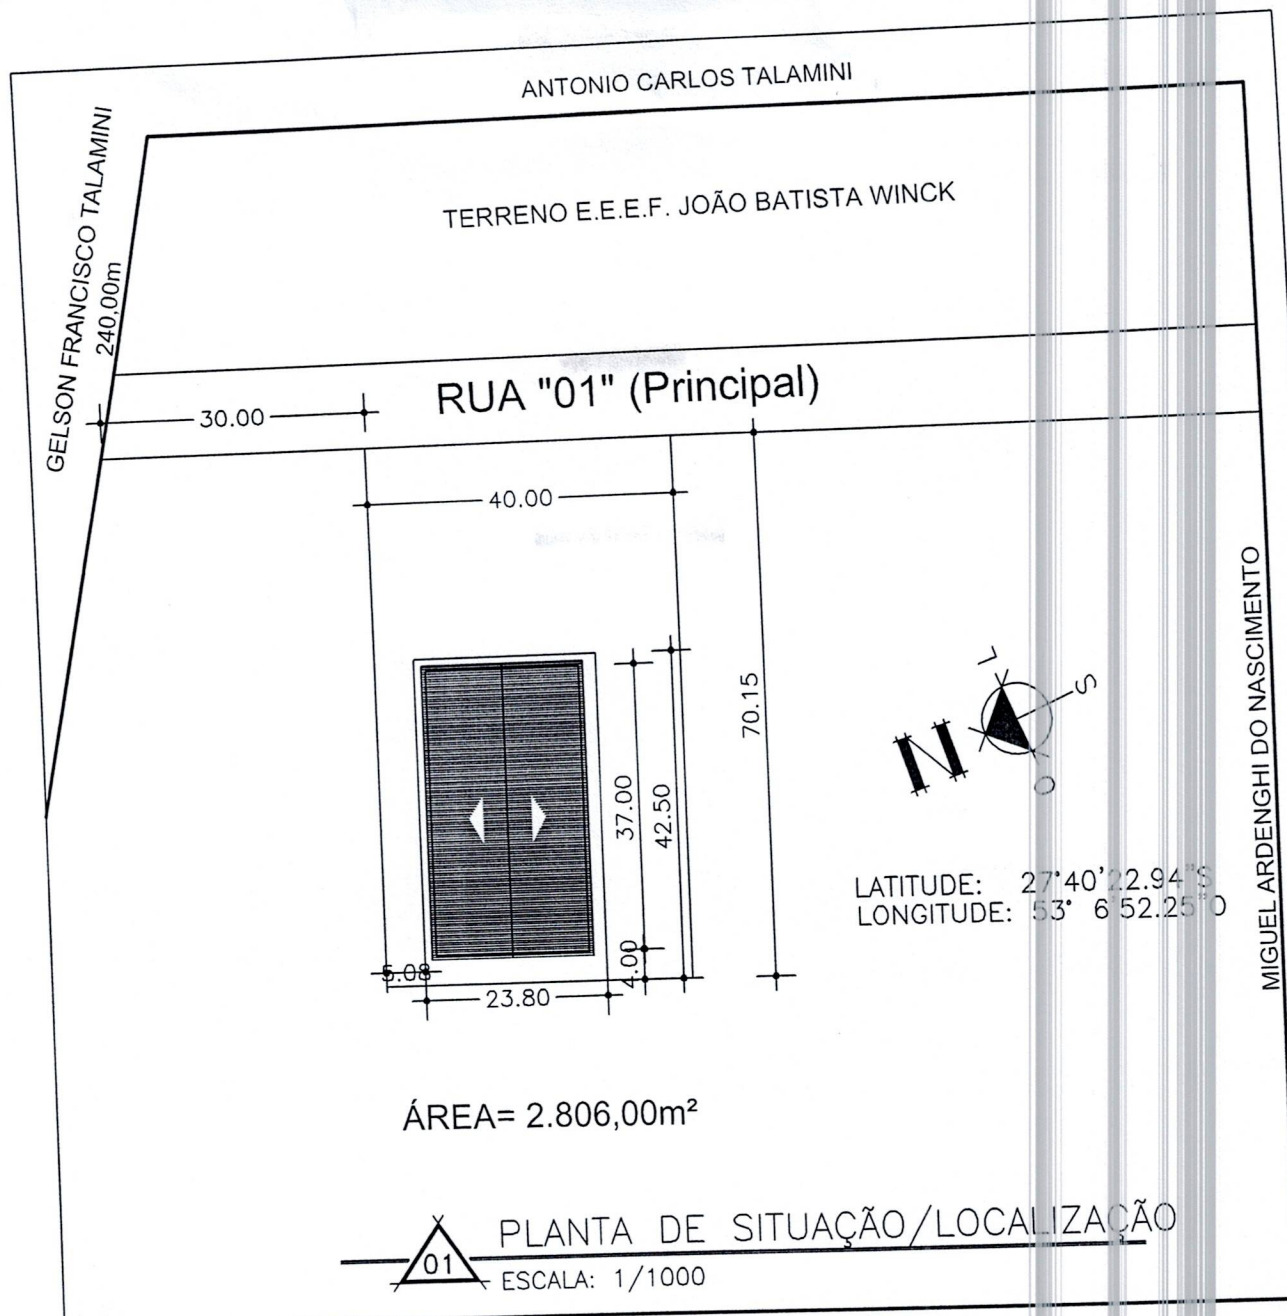 ANTONIO CARLOS TALAMINI
GELSON FRANCISCO TALAMINI
240,00m
TERRENO E.E.E.F. JOÃO BATISTA WINCK
RUA "01" (Principal)
30.00
40.00
70.15
37.00
42.50
4.00
5.08
23.80
L
S
N
O
LATITUDE: 27°40'22.94"S
LONGITUDE: 53° 6'52.25"O
MIGUEL ARDENGHI DO NASCIMENTO
ÁREA= 2.806,00m²
01
PLANTA DE SITUAÇÃO/LOCALIZAÇÃO
ESCALA: 1/1000